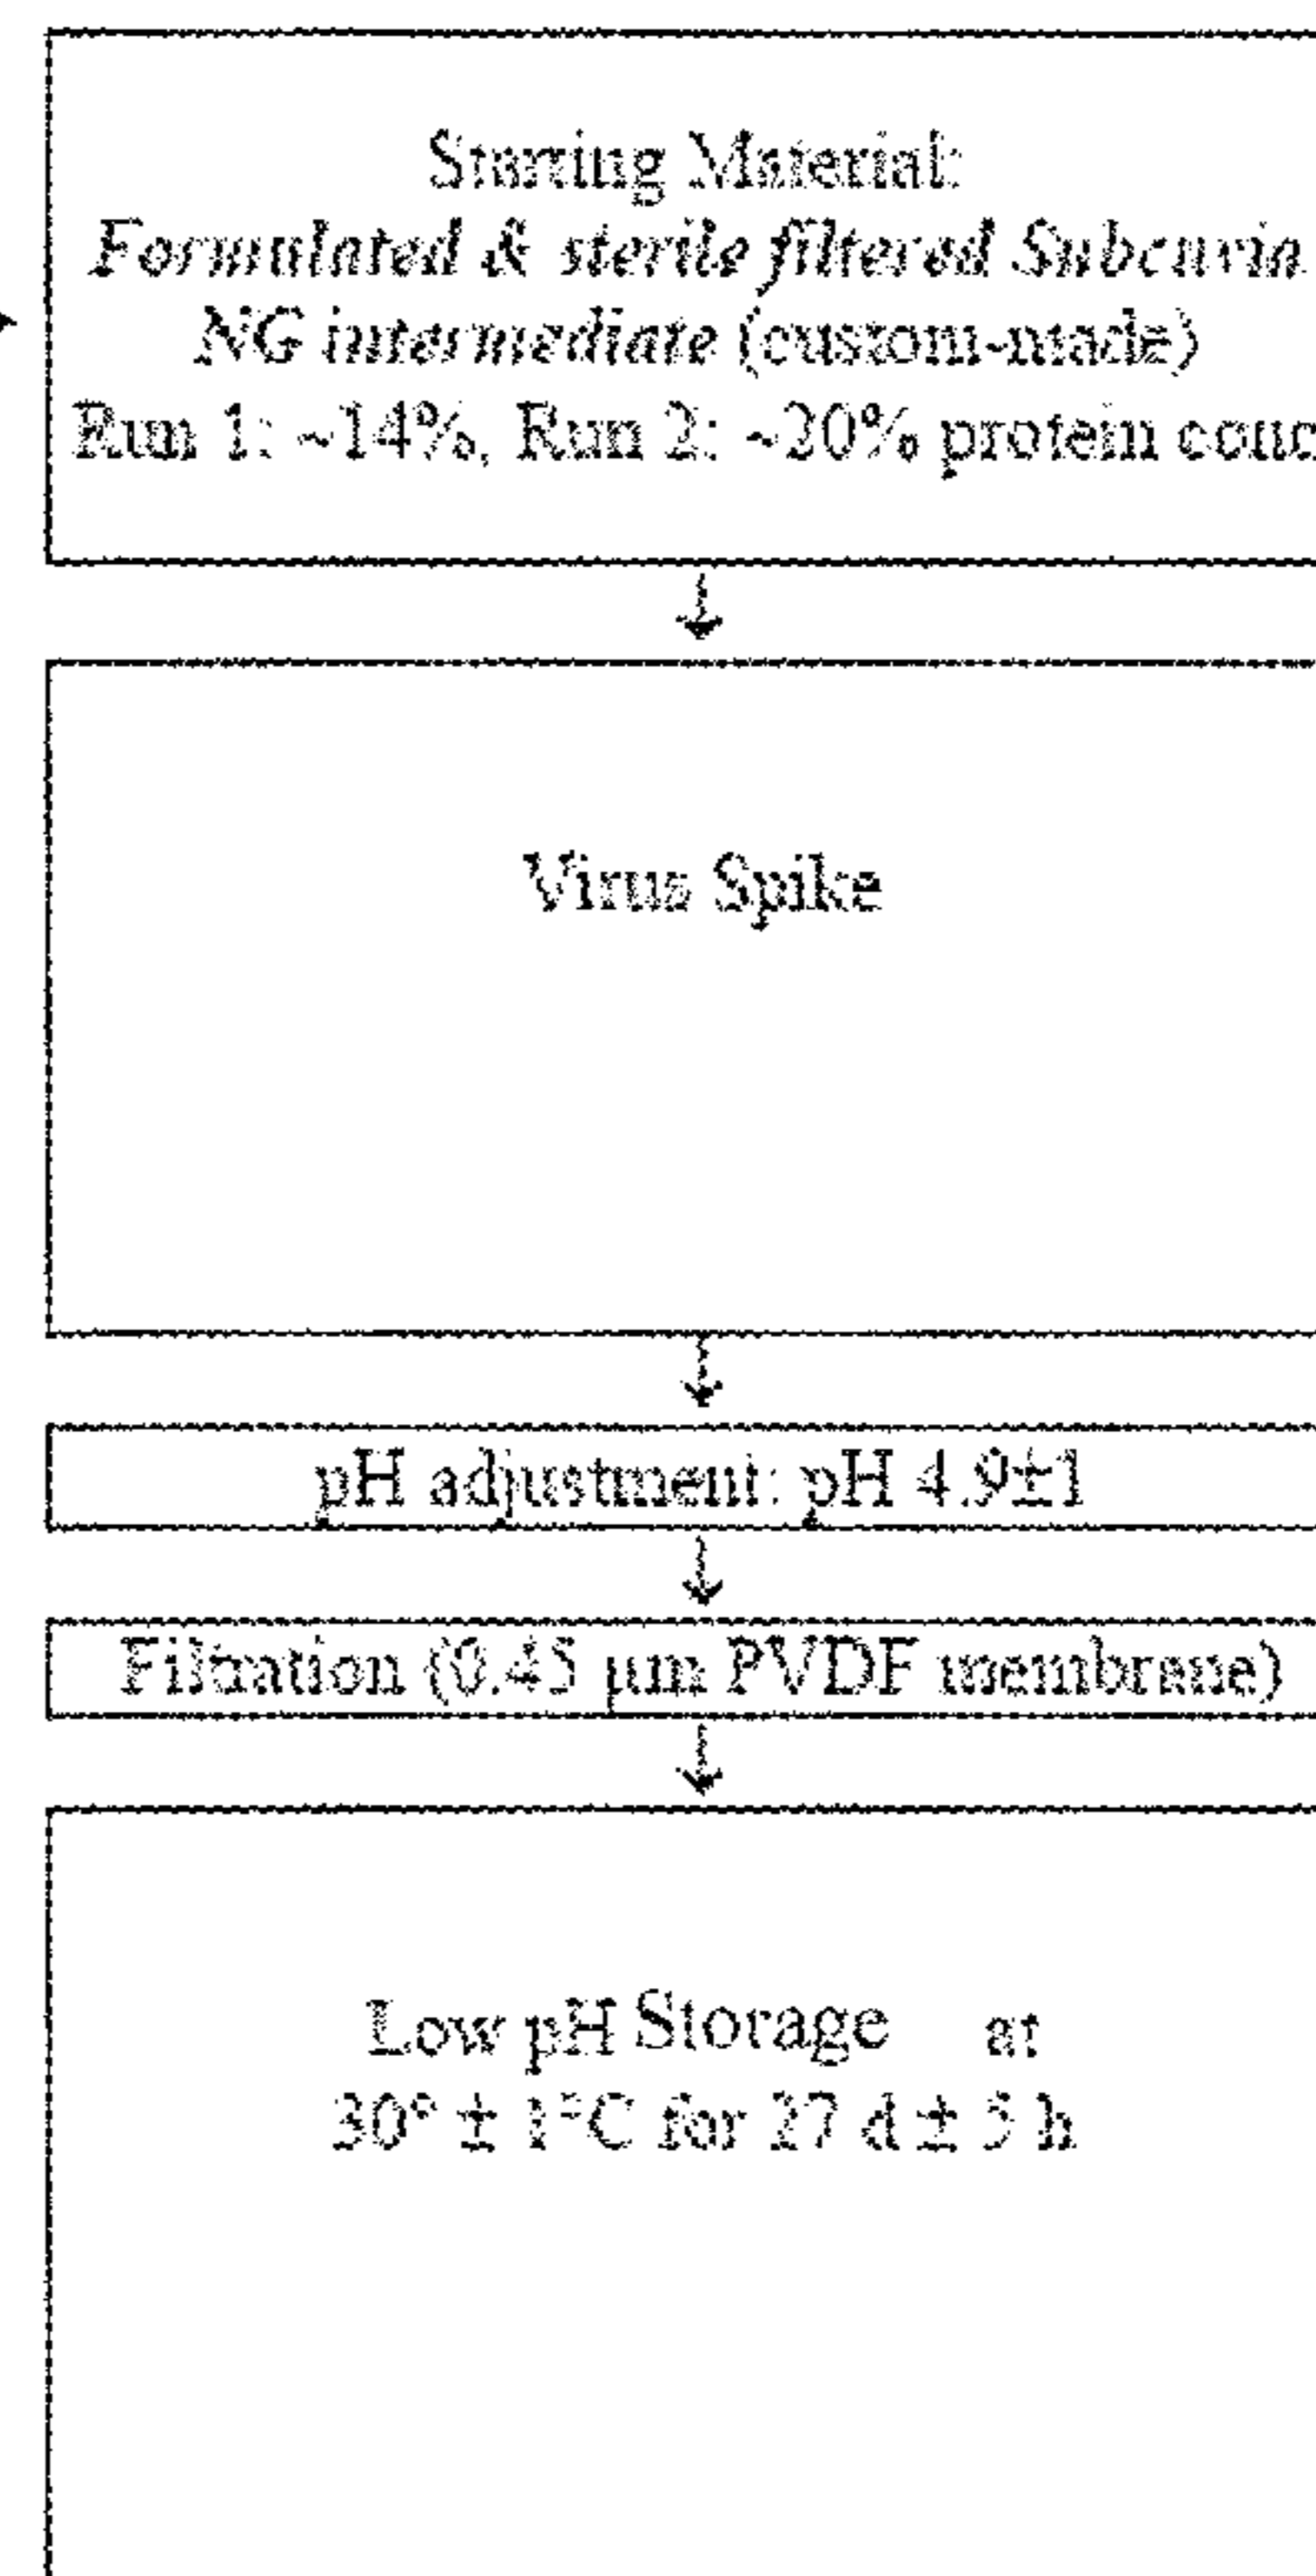 Starting Material:
Formulated & sterile filtered Subcuvia
NG intermediate (custom-made)
Run 1: ~14%, Run 2: ~20% protein conc
Virus Spike
pH adjustment: pH 4.9±1
Filtration (0.45 µm PVDF membrane)
Low pH Storage at
30° ± 1°C for 27 d ± 5 h